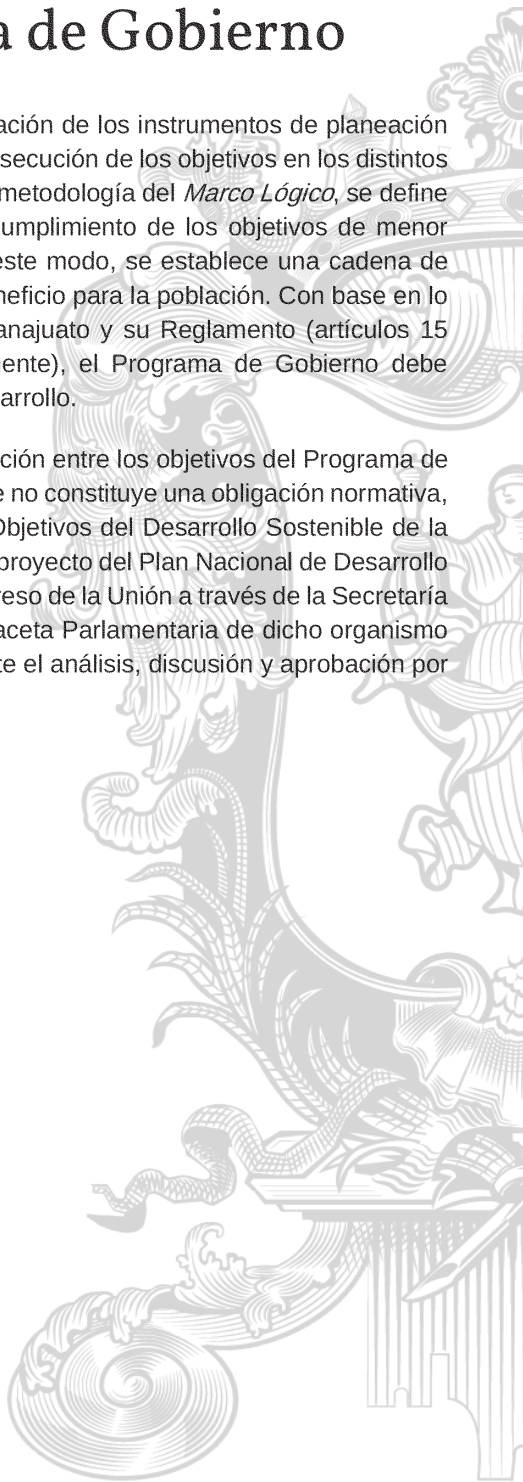 a de Gobierno
ación de los instrumentos de planeación
secución de los objetivos en los distintos
metodología del Marco Lógico, se define
umplimiento de los objetivos de menor
este modo, se establece una cadena de
neficio para la población. Con base en lo
anajuato y su Reglamento (artículos 15
ente), el Programa de Gobierno debe
arrollo.
ción entre los objetivos del Programa de
e no constituye una obligación normativa,
Objetivos del Desarrollo Sostenible de la
proyecto del Plan Nacional de Desarrollo
reso de la Unión a través de la Secretaría
aceta Parlamentaria de dicho organismo
te el análisis, discusión y aprobación por